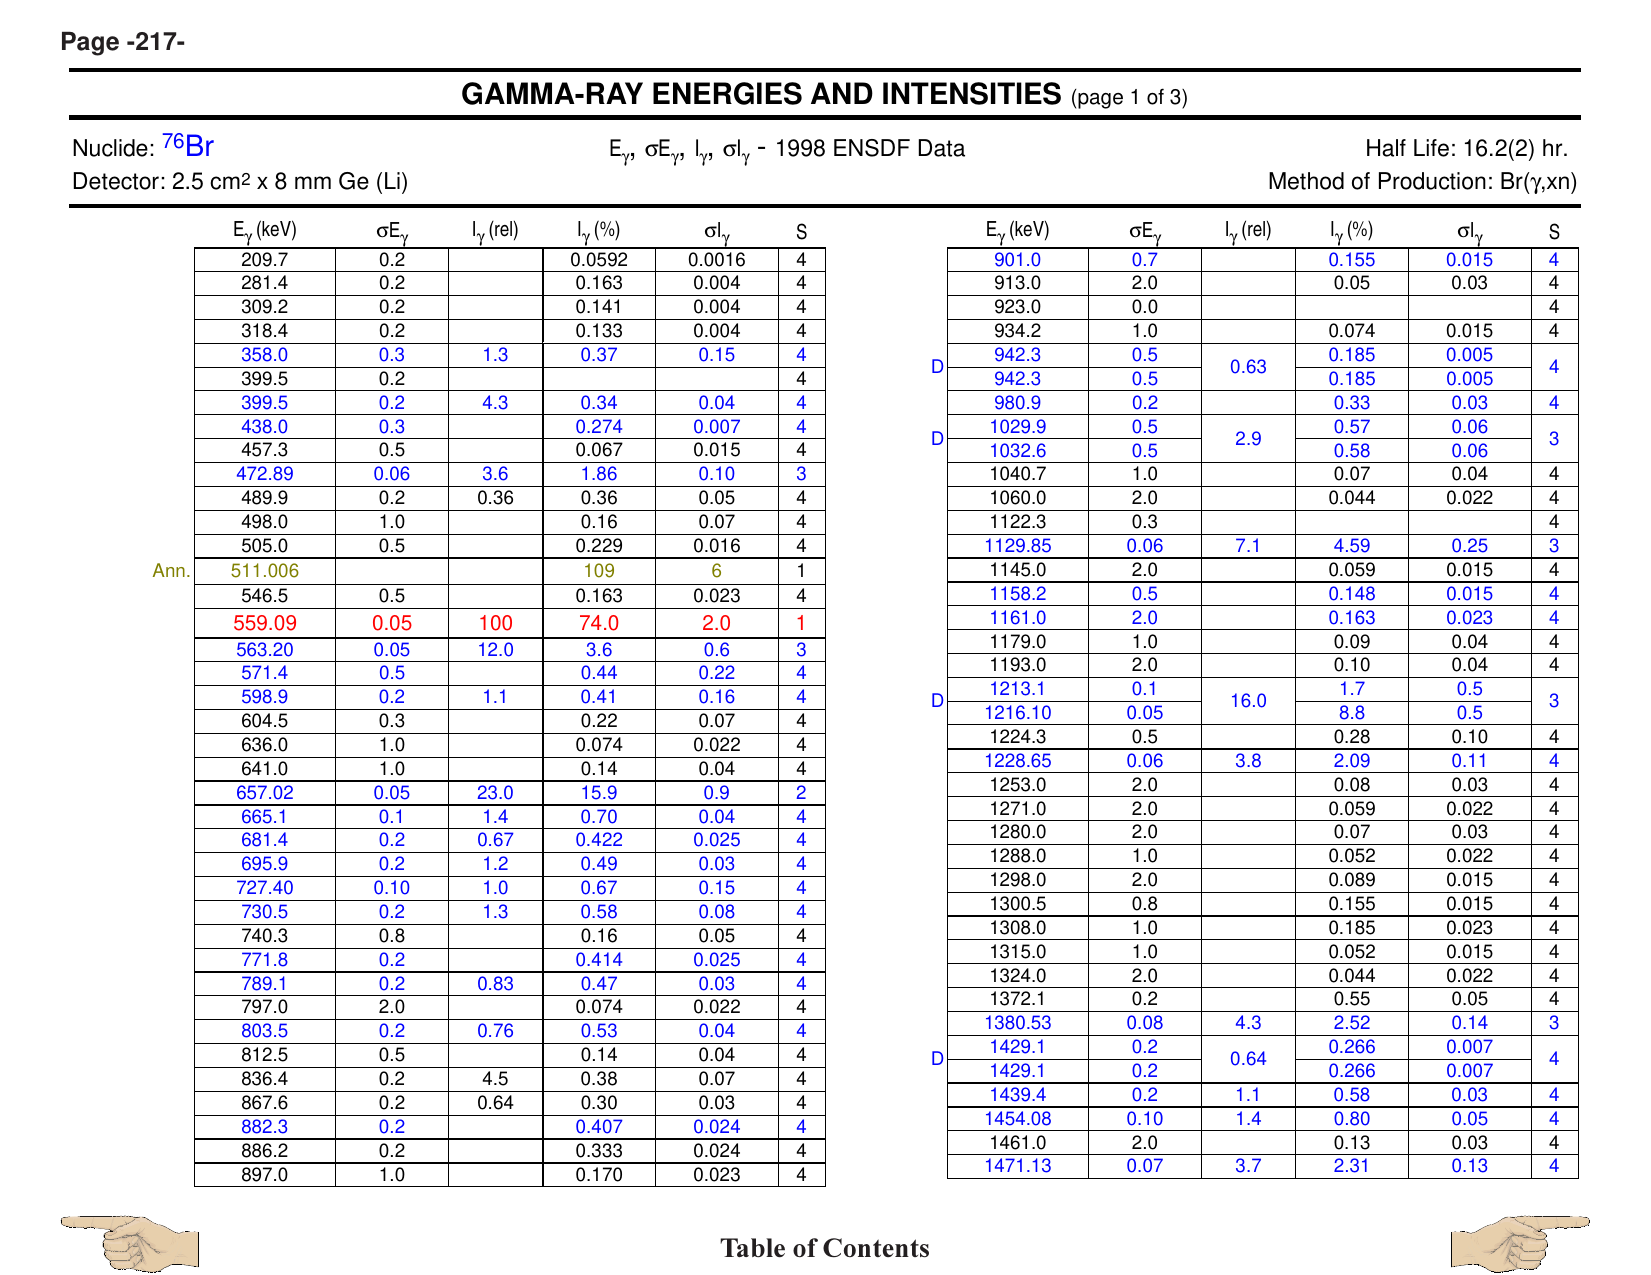 Page -217-
GAMMA-RAY ENERGIES AND INTENSITIES (page 1 of 3)
Nuclide: 76Br
Eγ, σEγ, Iγ, σIγ - 1998 ENSDF Data
Half Life: 16.2(2) hr.
Detector: 2.5 cm2 x 8 mm Ge (Li)
Method of Production: Br(γ,xn)
Eγ (keV) σEγ Iγ (rel) Iγ (%) σIγ S
209.7 0.2 0.0592 0.0016 4
281.4 0.2 0.163 0.004 4
309.2 0.2 0.141 0.004 4
318.4 0.2 0.133 0.004 4
358.0 0.3 1.3 0.37 0.15 4
399.5 0.2 4
399.5 0.2 4.3 0.34 0.04 4
438.0 0.3 0.274 0.007 4
457.3 0.5 0.067 0.015 4
472.89 0.06 3.6 1.86 0.10 3
489.9 0.2 0.36 0.36 0.05 4
498.0 1.0 0.16 0.07 4
505.0 0.5 0.229 0.016 4
Ann. 511.006 109 6 1
546.5 0.5 0.163 0.023 4
559.09 0.05 100 74.0 2.0 1
563.20 0.05 12.0 3.6 0.6 3
571.4 0.5 0.44 0.22 4
598.9 0.2 1.1 0.41 0.16 4
604.5 0.3 0.22 0.07 4
636.0 1.0 0.074 0.022 4
641.0 1.0 0.14 0.04 4
657.02 0.05 23.0 15.9 0.9 2
665.1 0.1 1.4 0.70 0.04 4
681.4 0.2 0.67 0.422 0.025 4
695.9 0.2 1.2 0.49 0.03 4
727.40 0.10 1.0 0.67 0.15 4
730.5 0.2 1.3 0.58 0.08 4
740.3 0.8 0.16 0.05 4
771.8 0.2 0.414 0.025 4
789.1 0.2 0.83 0.47 0.03 4
797.0 2.0 0.074 0.022 4
803.5 0.2 0.76 0.53 0.04 4
812.5 0.5 0.14 0.04 4
836.4 0.2 4.5 0.38 0.07 4
867.6 0.2 0.64 0.30 0.03 4
882.3 0.2 0.407 0.024 4
886.2 0.2 0.333 0.024 4
897.0 1.0 0.170 0.023 4
Eγ (keV) σEγ Iγ (rel) Iγ (%) σIγ S
901.0 0.7 0.155 0.015 4
913.0 2.0 0.05 0.03 4
923.0 0.0 4
934.2 1.0 0.074 0.015 4
D 942.3 0.5 0.63 0.185 0.005 4
942.3 0.5 0.185 0.005
980.9 0.2 0.33 0.03 4
D 1029.9 0.5 2.9 0.57 0.06 3
1032.6 0.5 0.58 0.06
1040.7 1.0 0.07 0.04 4
1060.0 2.0 0.044 0.022 4
1122.3 0.3 4
1129.85 0.06 7.1 4.59 0.25 3
1145.0 2.0 0.059 0.015 4
1158.2 0.5 0.148 0.015 4
1161.0 2.0 0.163 0.023 4
1179.0 1.0 0.09 0.04 4
1193.0 2.0 0.10 0.04 4
D 1213.1 0.1 16.0 1.7 0.5 3
1216.10 0.05 8.8 0.5
1224.3 0.5 0.28 0.10 4
1228.65 0.06 3.8 2.09 0.11 4
1253.0 2.0 0.08 0.03 4
1271.0 2.0 0.059 0.022 4
1280.0 2.0 0.07 0.03 4
1288.0 1.0 0.052 0.022 4
1298.0 2.0 0.089 0.015 4
1300.5 0.8 0.155 0.015 4
1308.0 1.0 0.185 0.023 4
1315.0 1.0 0.052 0.015 4
1324.0 2.0 0.044 0.022 4
1372.1 0.2 0.55 0.05 4
1380.53 0.08 4.3 2.52 0.14 3
D 1429.1 0.2 0.64 0.266 0.007 4
1429.1 0.2 0.266 0.007
1439.4 0.2 1.1 0.58 0.03 4
1454.08 0.10 1.4 0.80 0.05 4
1461.0 2.0 0.13 0.03 4
1471.13 0.07 3.7 2.31 0.13 4
Table of Contents